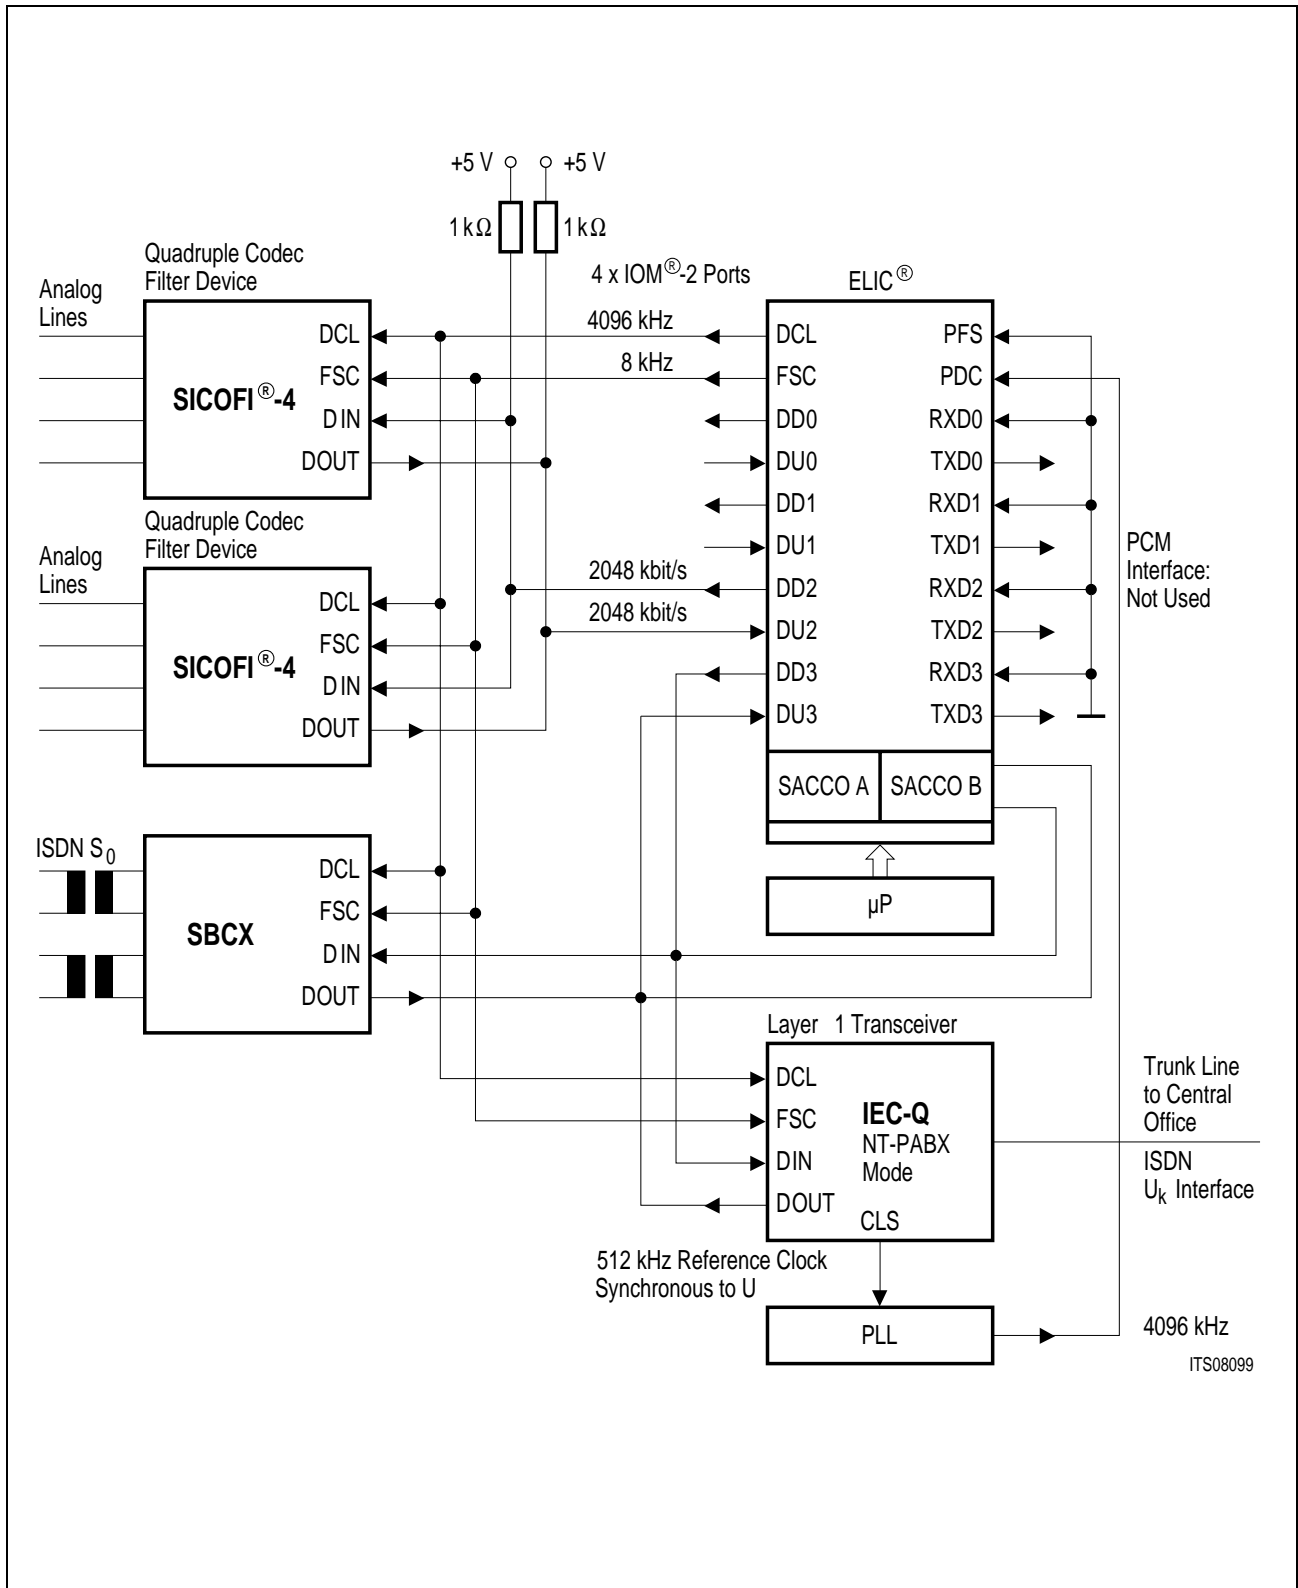 +5 V
+5 V
1 kΩ
1 kΩ
Quadruple Codec
Filter Device
4 x IOM®-2 Ports
ELIC®
Analog
Lines
SICOFI®-4
DCL
FSC
DIN
DOUT
4096 kHz
8 kHz
DCL
FSC
DD0
DU0
DD1
DU1
DD2
DU2
DD3
DU3
PFS
PDC
RXD0
TXD0
RXD1
TXD1
RXD2
TXD2
RXD3
TXD3
PCM
Interface:
Not Used
2048 kbit/s
2048 kbit/s
Quadruple Codec
Filter Device
Analog
Lines
SICOFI®-4
DCL
FSC
DIN
DOUT
SACCO A
SACCO B
µP
ISDN S0
SBCX
DCL
FSC
DIN
DOUT
Layer 1 Transceiver
DCL
FSC
DIN
DOUT
IEC-Q
NT-PABX
Mode
CLS
Trunk Line
to Central
Office
ISDN
Uk Interface
512 kHz Reference Clock
Synchronous to U
PLL
4096 kHz
ITS08099